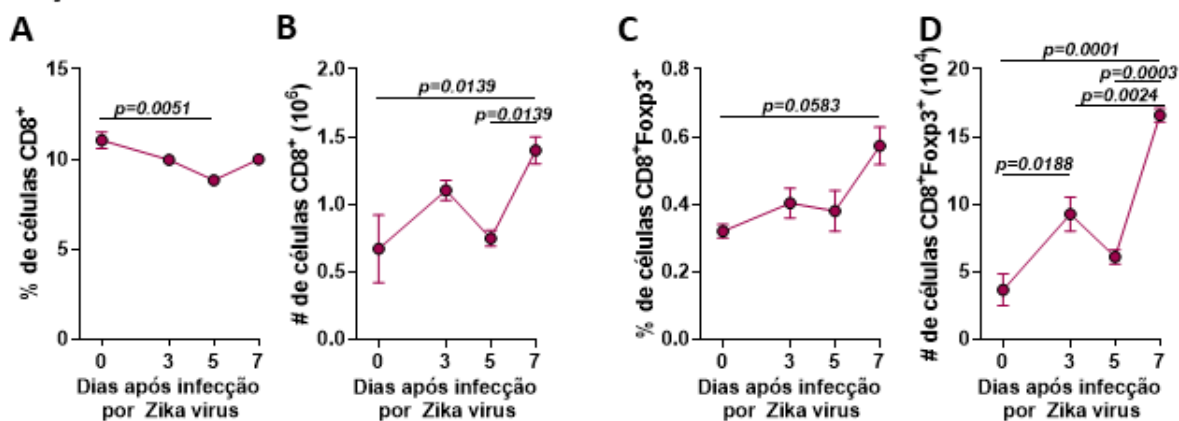 A
% de células CD8+
15
10
5
0
p=0.0051
0 3 5 7
Dias após infecção
por Zika virus
B
# de células CD8+ (10^6)
2.0
1.5
1.0
0.5
0.0
p=0.0139
p=0.0139
0 3 5 7
Dias após infecção
por Zika virus
C
% de células CD8+Foxp3+
0.8
0.6
0.4
0.2
0.0
p=0.0583
0 3 5 7
Dias após infecção
por Zika virus
D
# de células CD8+Foxp3+ (10^4)
20
15
10
5
0
p=0.0001
p=0.0003
p=0.0024
p=0.0188
0 3 5 7
Dias após infecção
por Zika virus